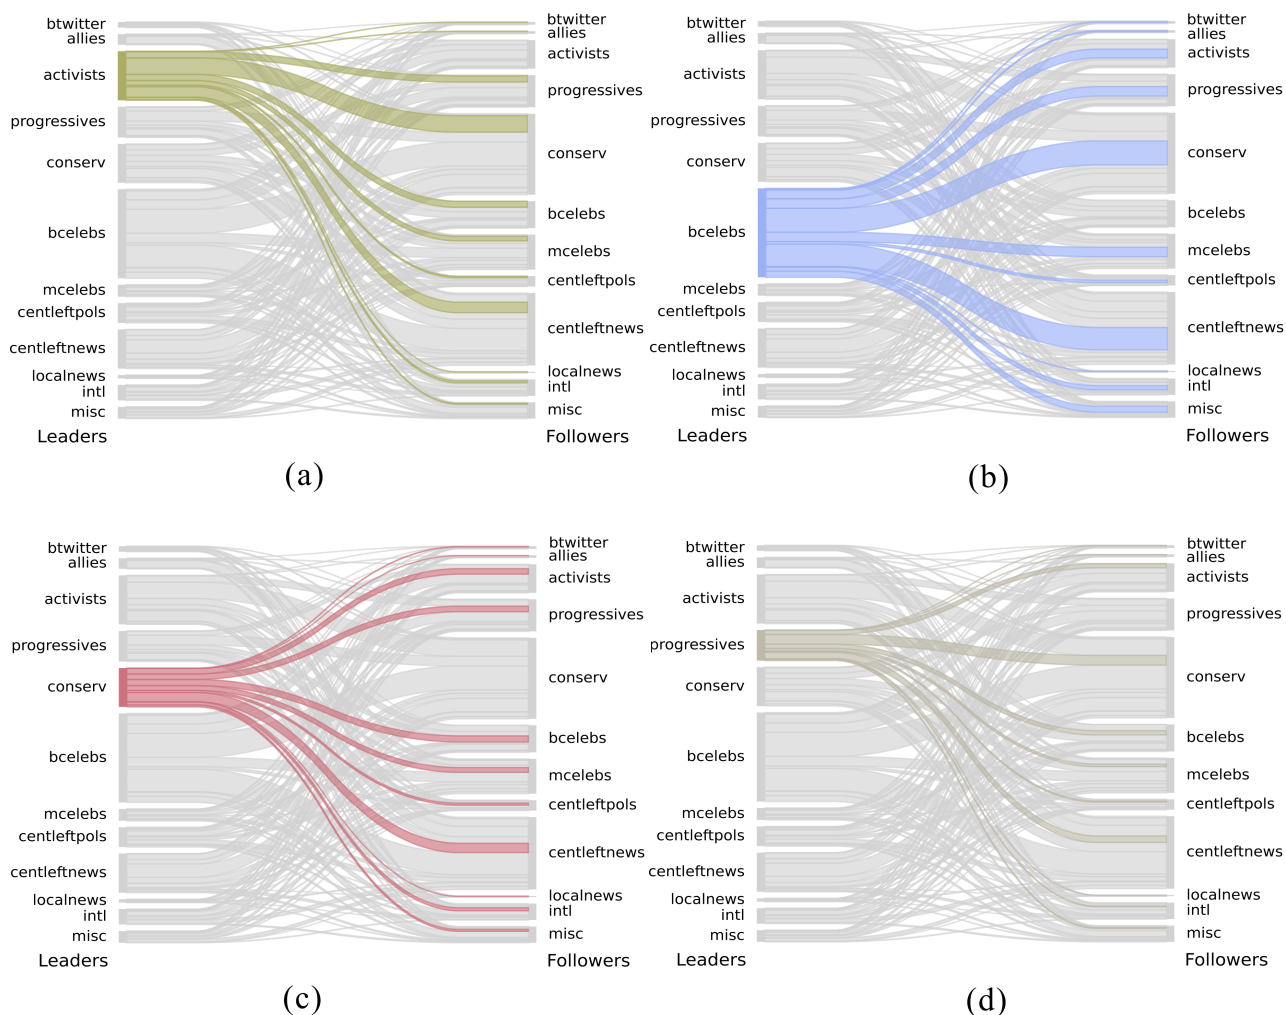 btwitter
allies
activists
progressives
conserv
bcelebs
mcelebs
centleftpols
centleftnews
localnews
intl
misc
Leaders
btwitter
allies
activists
progressives
conserv
bcelebs
mcelebs
centleftpols
centleftnews
localnews
intl
misc
Followers
(a)
btwitter
allies
activists
progressives
conserv
bcelebs
mcelebs
centleftpols
centleftnews
localnews
intl
misc
Leaders
btwitter
allies
activists
progressives
conserv
bcelebs
mcelebs
centleftpols
centleftnews
localnews
intl
misc
Followers
(b)
btwitter
allies
activists
progressives
conserv
bcelebs
mcelebs
centleftpols
centleftnews
localnews
intl
misc
Leaders
btwitter
allies
activists
progressives
conserv
bcelebs
mcelebs
centleftpols
centleftnews
localnews
intl
misc
Followers
(c)
btwitter
allies
activists
progressives
conserv
bcelebs
mcelebs
centleftpols
centleftnews
localnews
intl
misc
Leaders
btwitter
allies
activists
progressives
conserv
bcelebs
mcelebs
centleftpols
centleftnews
localnews
intl
misc
Followers
(d)